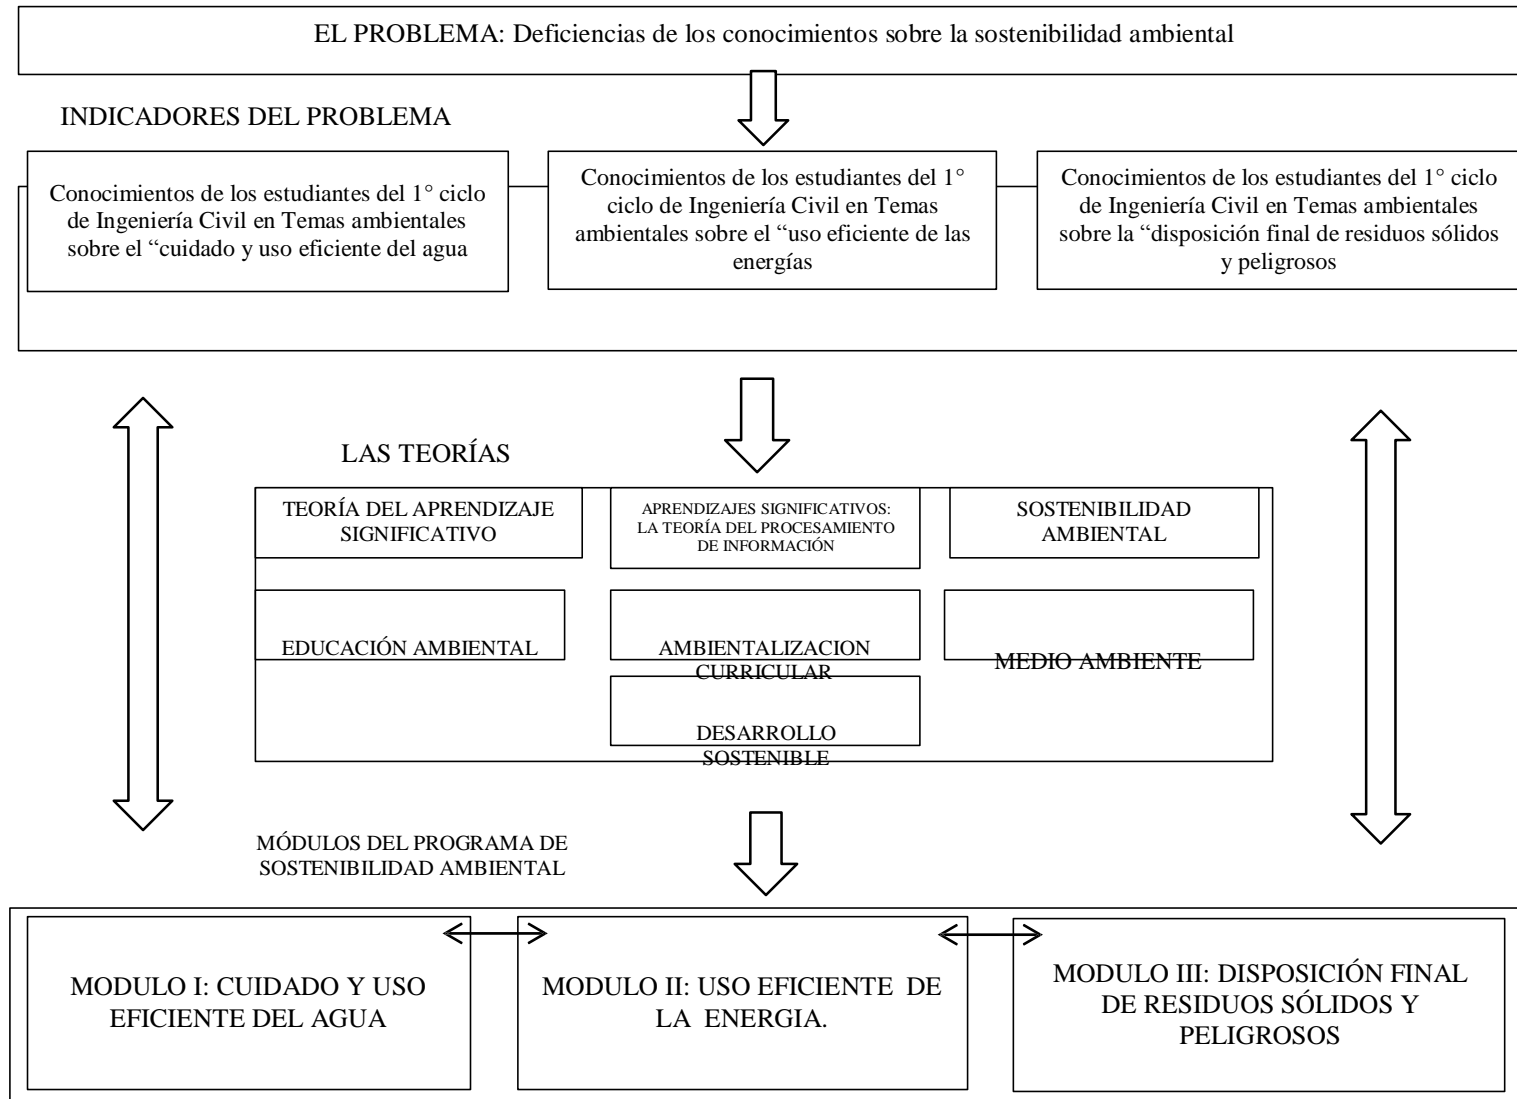 EL PROBLEMA: Deficiencias de los conocimientos sobre la sostenibilidad ambiental
INDICADORES DEL PROBLEMA
Conocimientos de los estudiantes del 1° ciclo
de Ingeniería Civil en Temas ambientales
sobre el “cuidado y uso eficiente del agua
Conocimientos de los estudiantes del 1°
ciclo de Ingeniería Civil en Temas
ambientales sobre el “uso eficiente de las
energías
Conocimientos de los estudiantes del 1° ciclo
de Ingeniería Civil en Temas ambientales
sobre la “disposición final de residuos sólidos
y peligrosos
LAS TEORÍAS
TEORÍA DEL APRENDIZAJE
SIGNIFICATIVO
APRENDIZAJES SIGNIFICATIVOS:
LA TEORÍA DEL PROCESAMIENTO
DE INFORMACIÓN
SOSTENIBILIDAD
AMBIENTAL
EDUCACIÓN AMBIENTAL
AMBIENTALIZACION
CURRICULAR
MEDIO AMBIENTE
DESARROLLO
SOSTENIBLE
MÓDULOS DEL PROGRAMA DE
SOSTENIBILIDAD AMBIENTAL
MODULO I: CUIDADO Y USO
EFICIENTE DEL AGUA
MODULO II: USO EFICIENTE DE
LA ENERGIA.
MODULO III: DISPOSICIÓN FINAL
DE RESIDUOS SÓLIDOS Y
PELIGROSOS